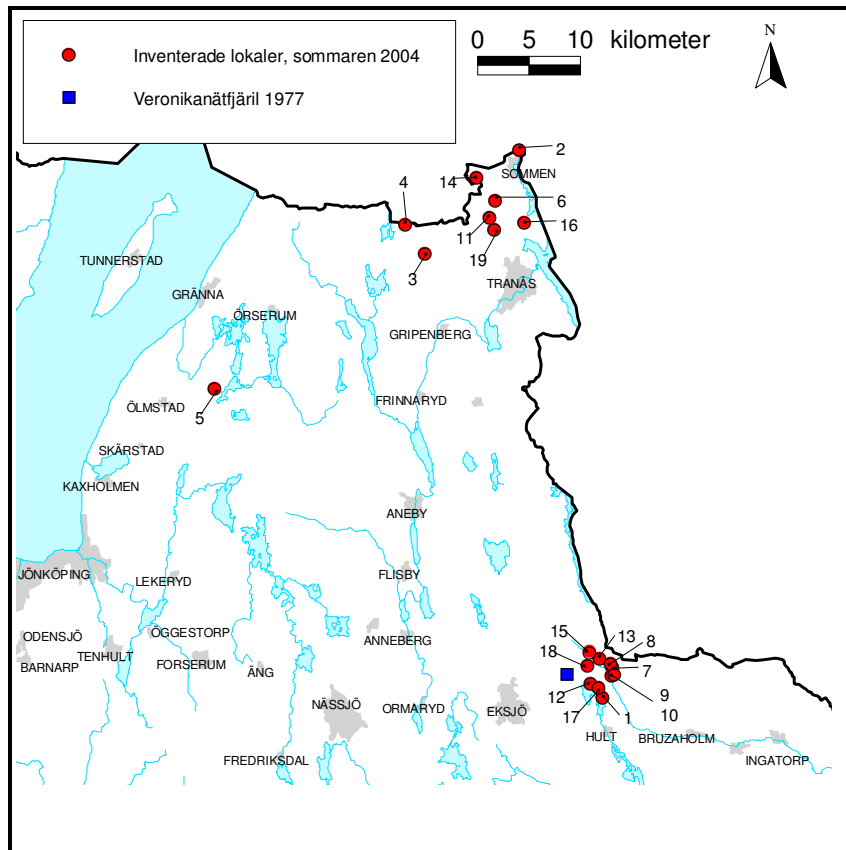 Inventerade lokaler, sommaren 2004
Veronikanätfjäril 1977
0 5 10 kilometer
N
2
SOMMEN
14
6
4
11
16
19
3
TUNNERSTAD
TRANÅS
GRÄNNA
ÖRSERUM
GRIPENBERG
5
ÖLMSTAD
FRINNARYD
SKÄRSTAD
KAXHOLMEN
ANEBY
JÖNKÖPING
LEKERYD
FLISBY
ODENSJÖ
ÖGGESTORP
ANNEBERG
15
13
8
BARNARP
TENHULT
FORSERUM
ÄNG
18
7
9
12
10
17
1
NÄSSJÖ
ORMARYD
EKSJÖ
HULT
BRUZAHOLM
FREDRIKSDAL
INGATORP